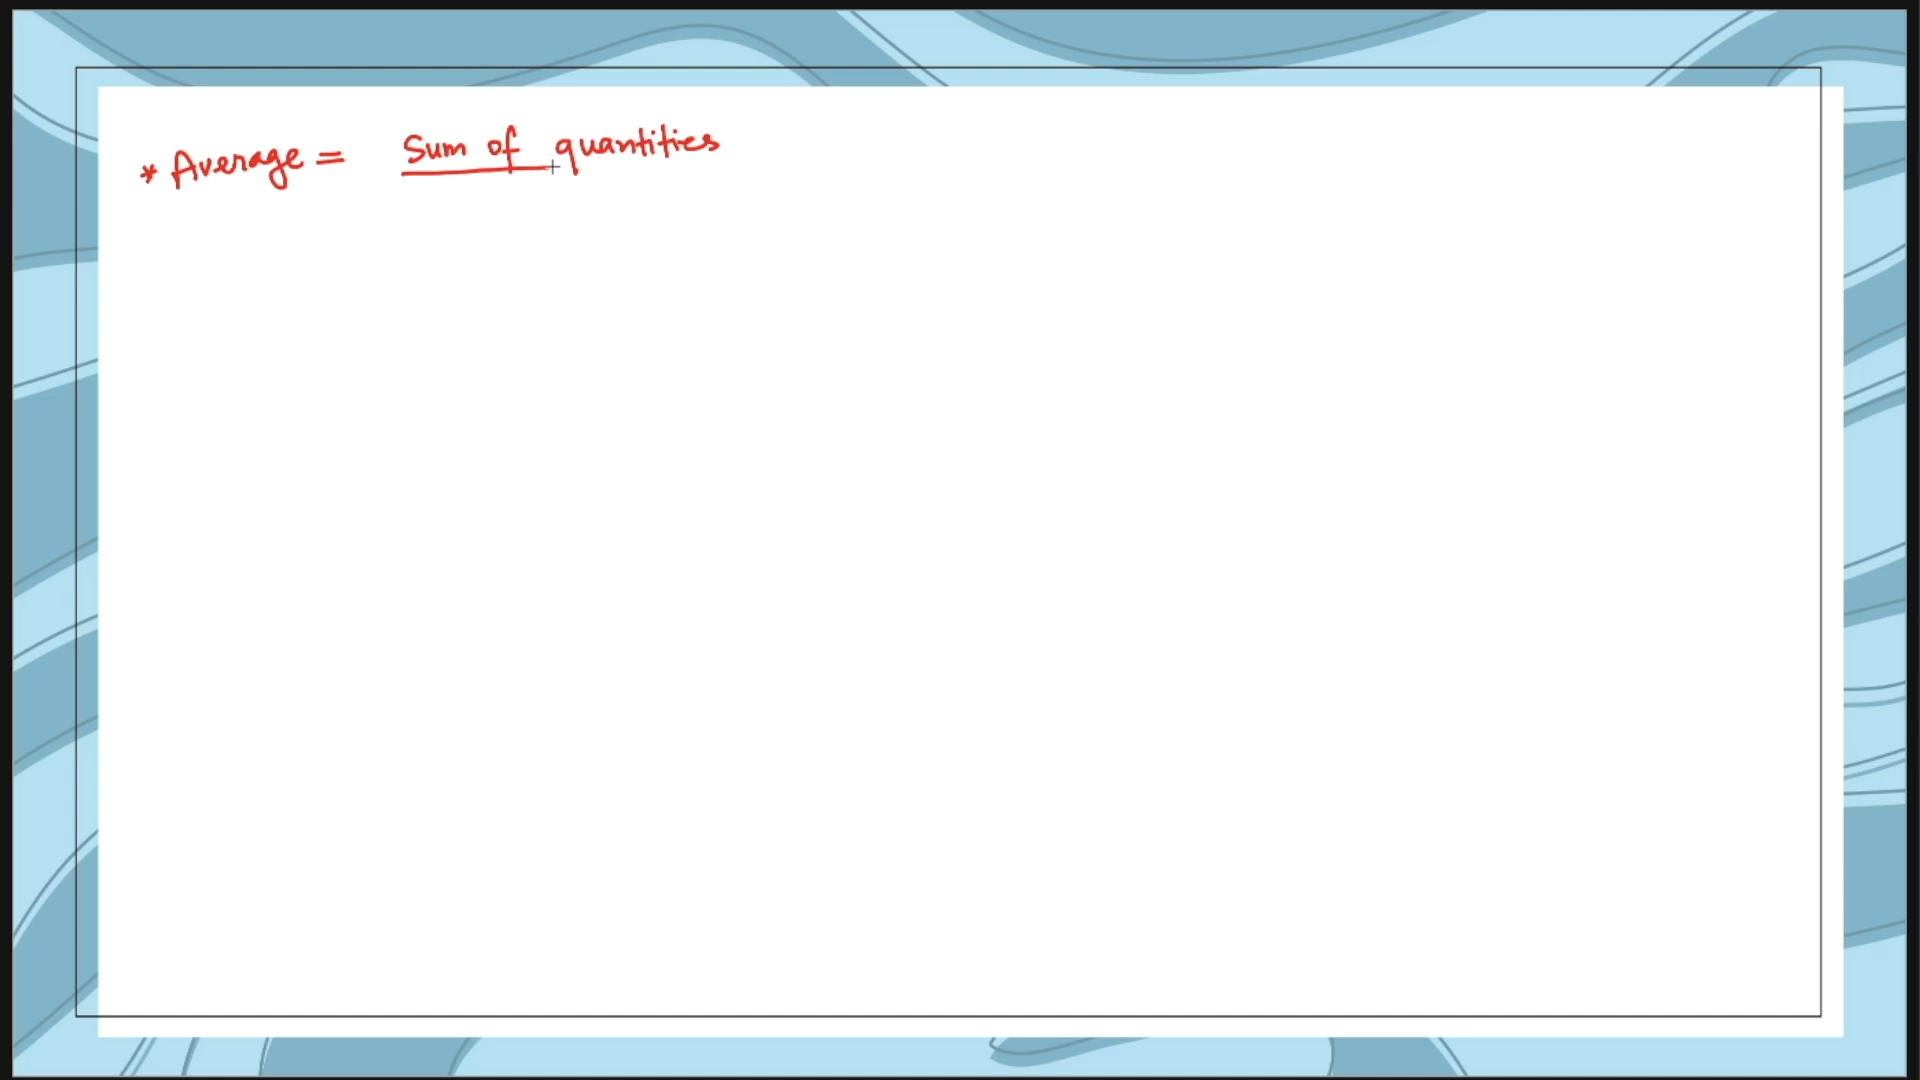 * Average = Sum of quantities